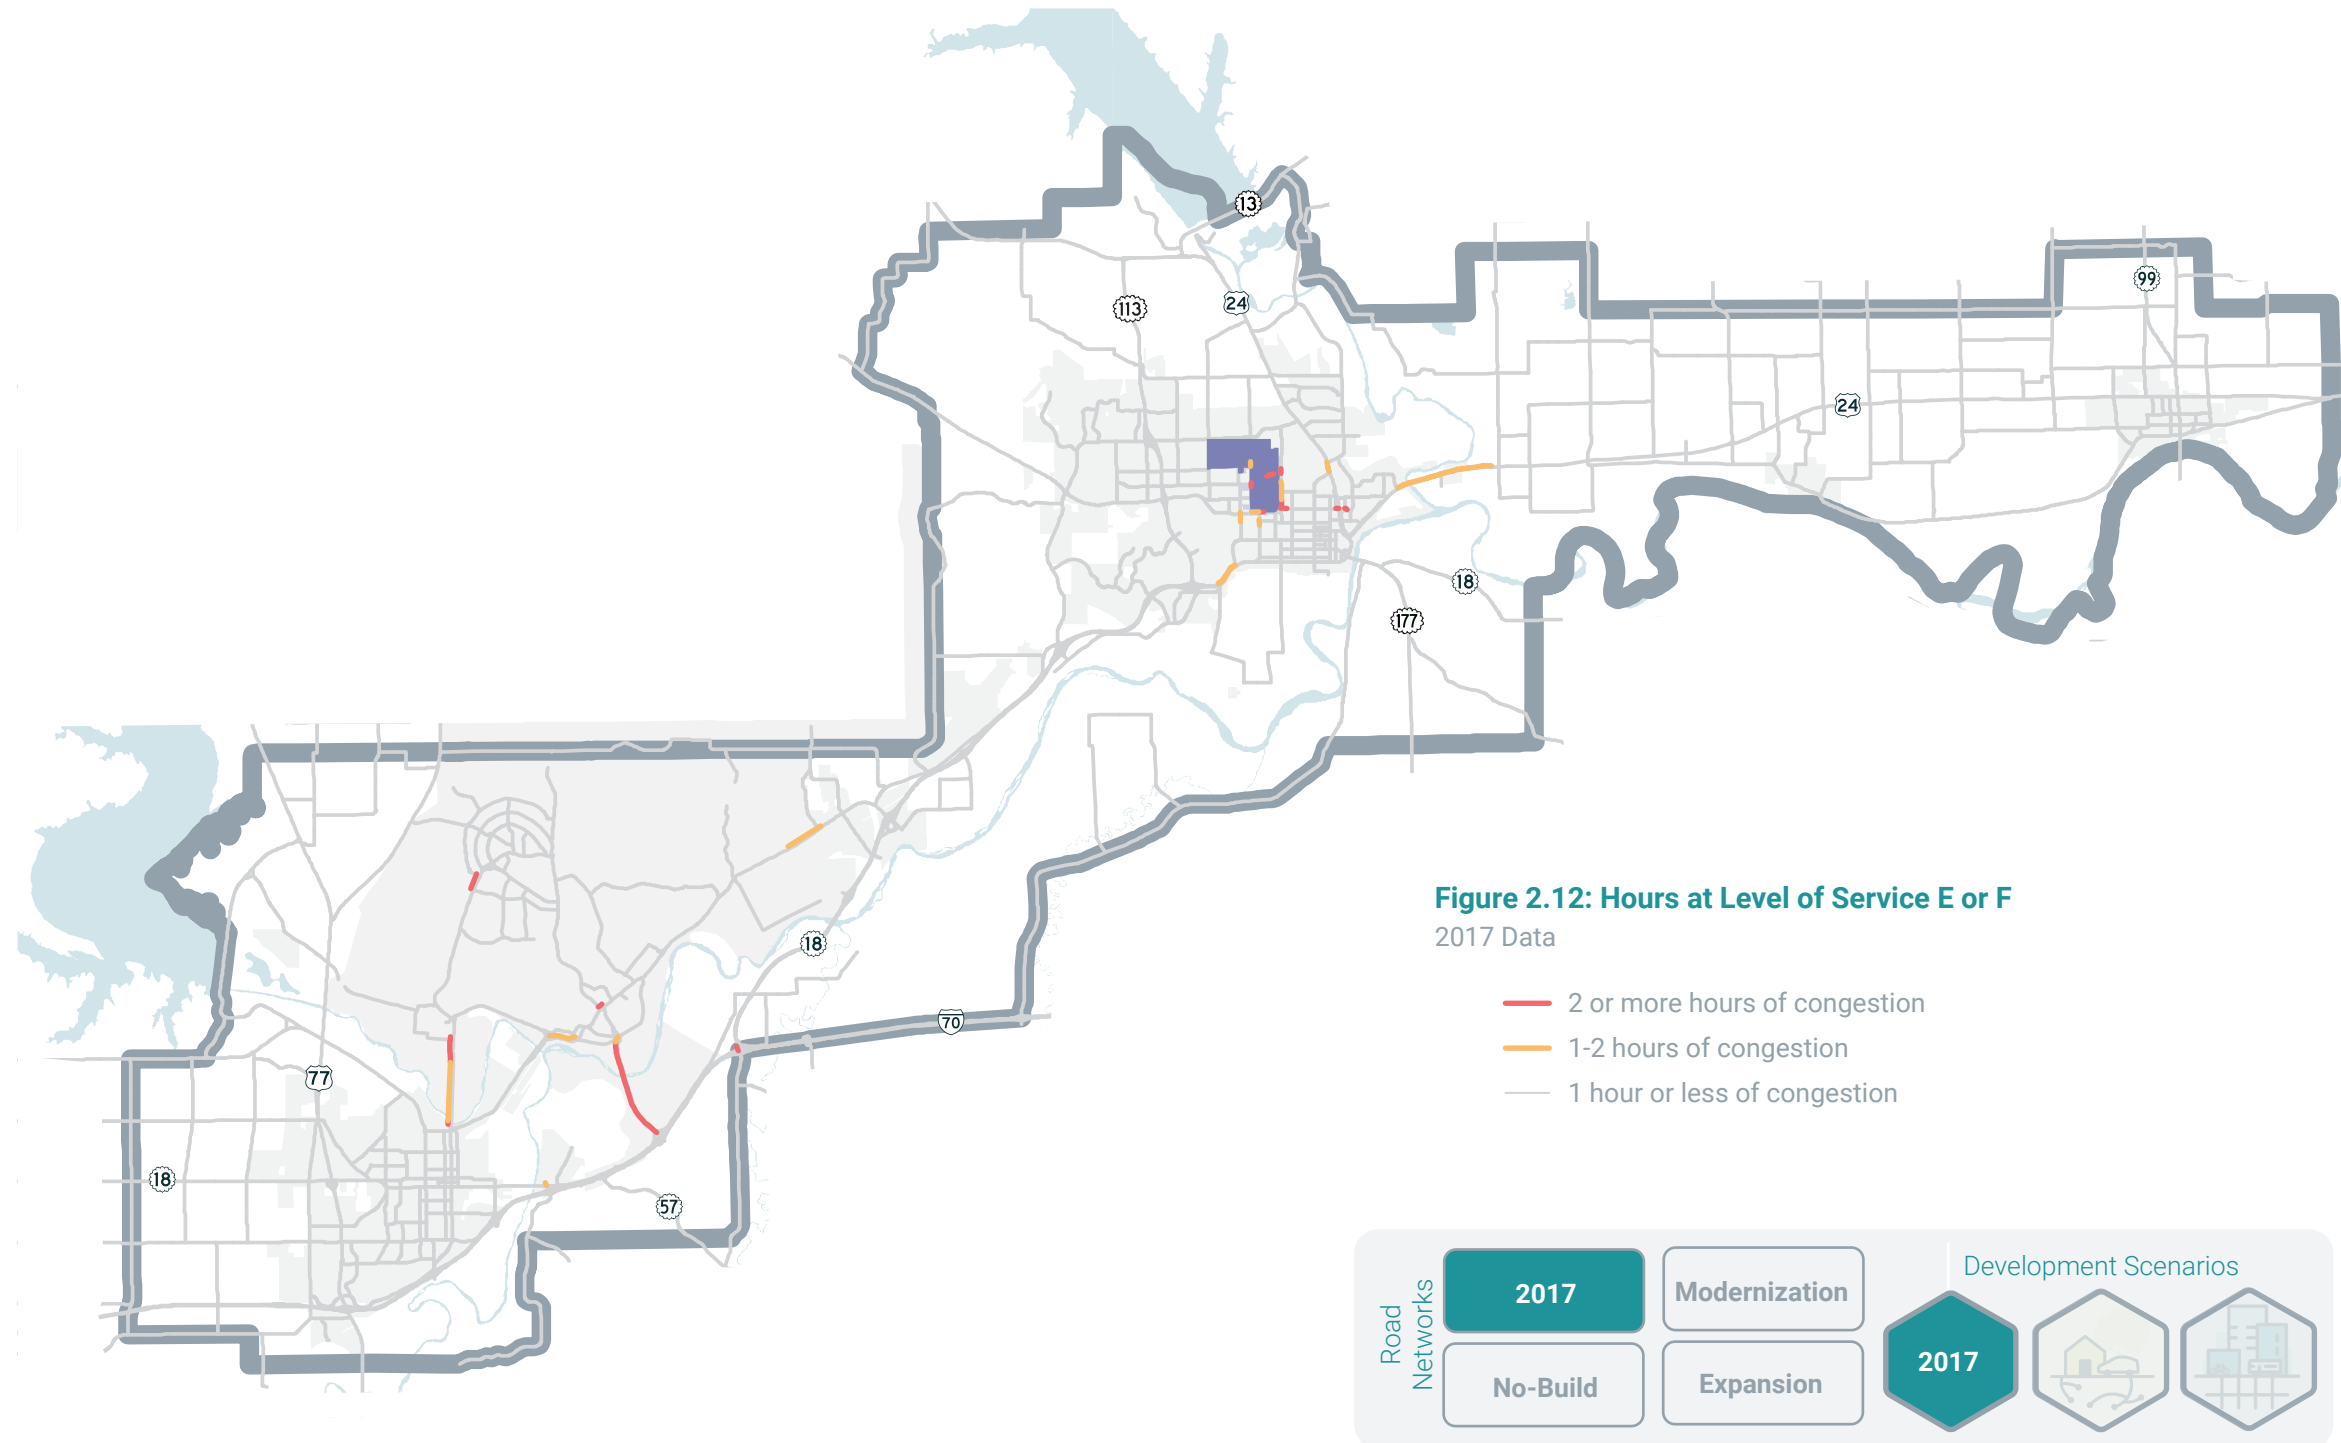 13
99
113
24
24
18
177
Figure 2.12: Hours at Level of Service E or F
2017 Data
18
2 or more hours of congestion
70
1-2 hours of congestion
77
1 hour or less of congestion
18
57
Road
Networks
2017
Modernization
No-Build
Expansion
Development Scenarios
2017